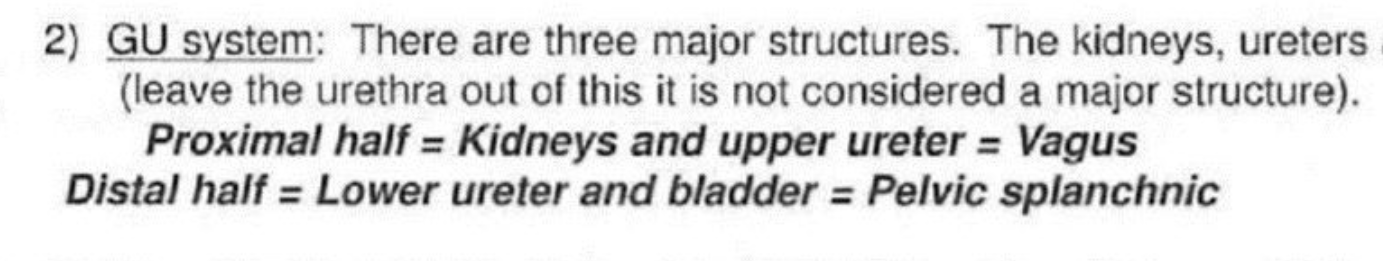 2) GU system: There are three major structures. The kidneys, ureters
(leave the urethra out of this it is not considered a major structure).
Proximal half = Kidneys and upper ureter = Vagus
Distal half = Lower ureter and bladder = Pelvic splanchnic